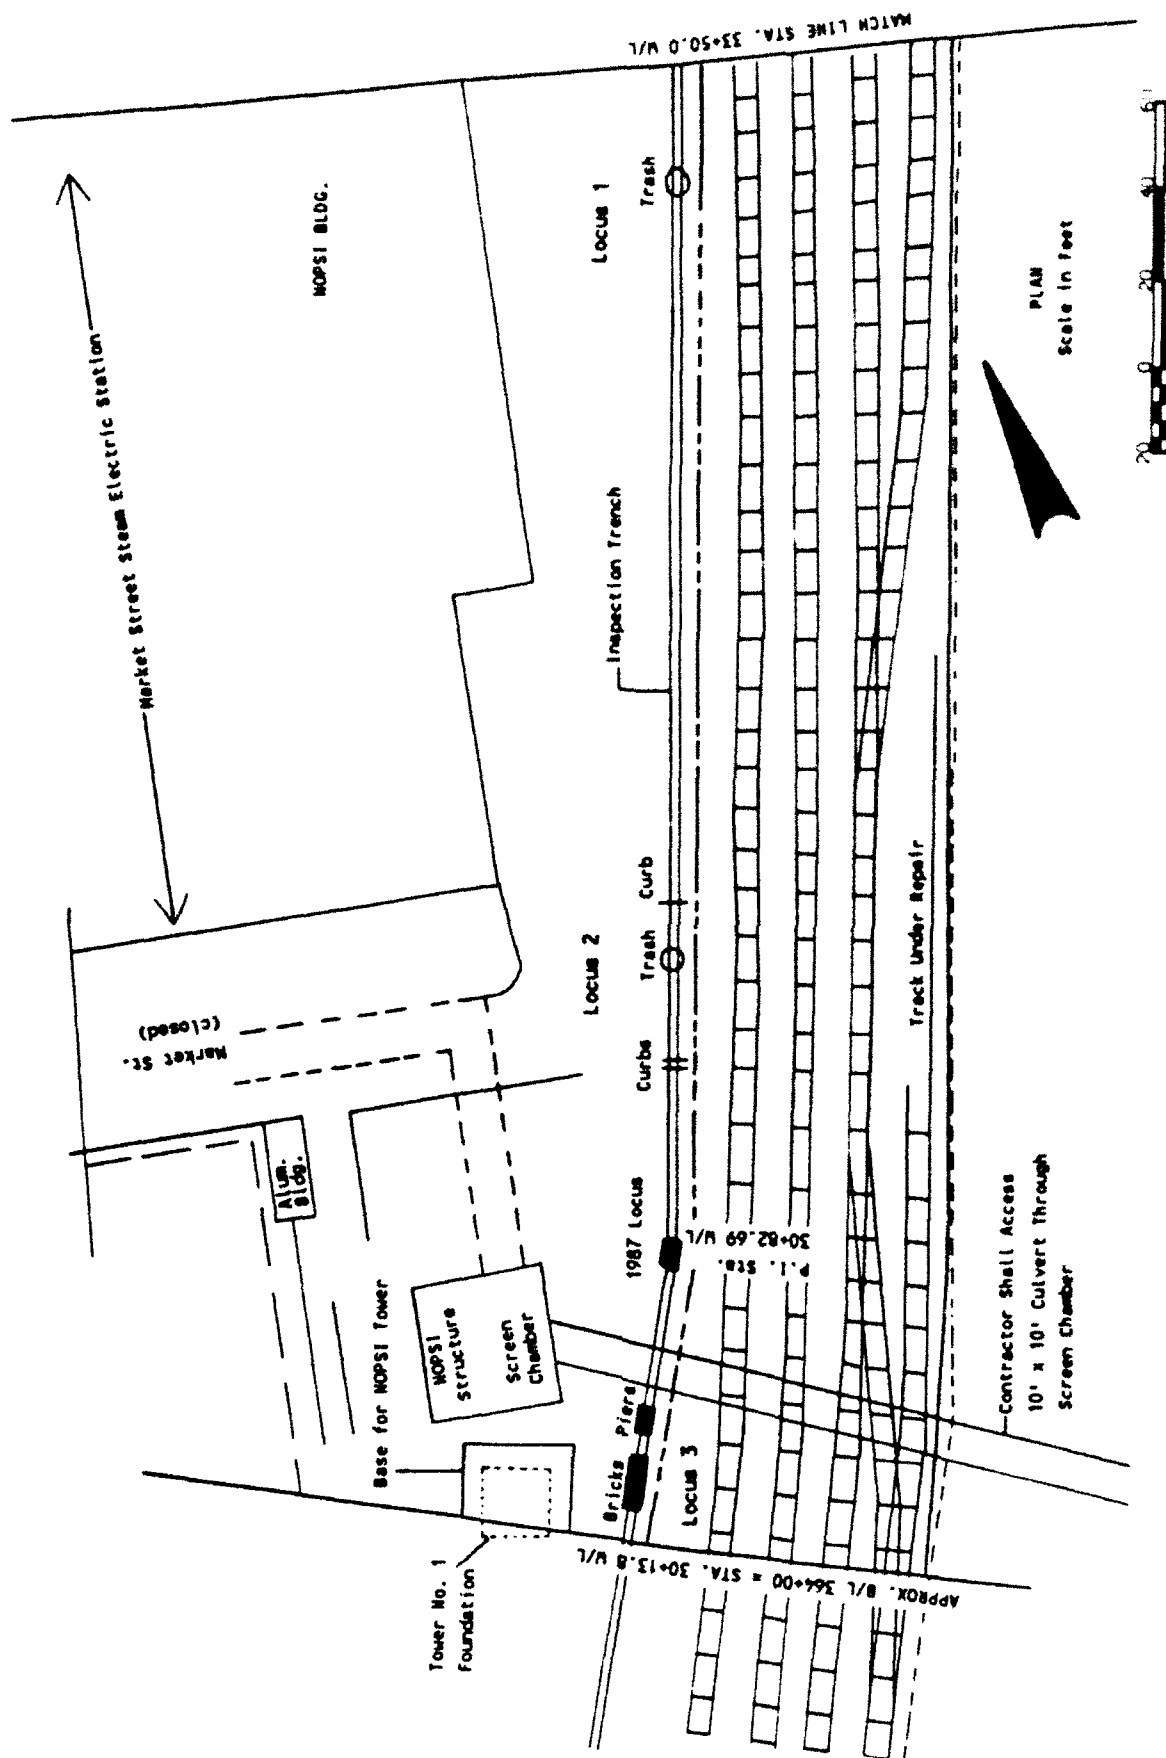 MATCH LINE STA. 33+50.0 W/L
Market Street Steam Electric Station
NOPSI BLDG.
Locus 1
Trash
Inspection Trench
PLAN
Scale in Feet
20 0 20 40 60
Market St.
(closed)
Locus 2
Curbs
Trash
Curb
Track Under Repair
Alum.
Bldg.
1987 Locus
P.I. Sta.
30+82.69 W/L
NOPSI
Structure
Screen
Chamber
Base for NOPSI Tower
Bricks
Piers
Locus 3
Contractor Shall Access
10' x 10' Culvert Through
Screen Chamber
Tower No. 1
Foundation
APPROX. B/L 364+00 = STA. 30+13.8 W/L